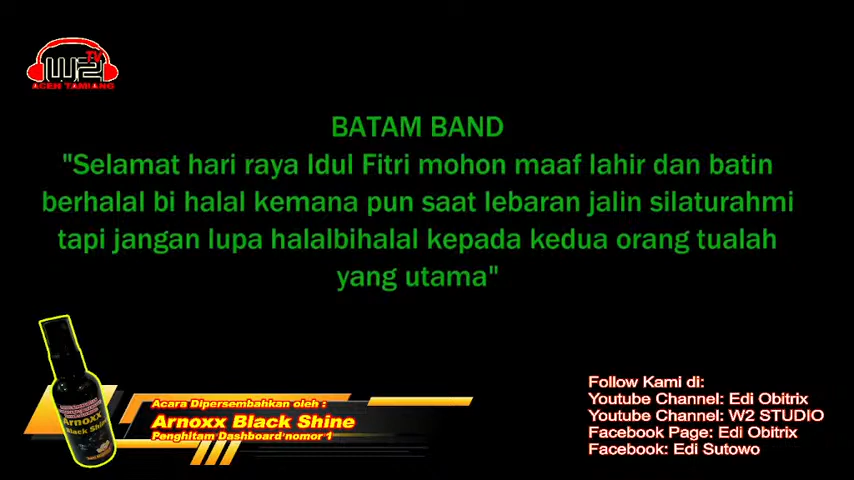 W2 TV
ACEH TAMIANG
BATAM BAND
"Selamat hari raya Idul Fitri mohon maaf lahir dan batin
berhalal bi halal kemana pun saat lebaran jalin silaturahmi
tapi jangan lupa halalbihalal kepada kedua orang tualah
yang utama"
Arnoxx
Black Shine
Acara Dipersembahkan oleh :
Arnoxx Black Shine
Penghitam Dashboard nomor 1
Follow Kami di:
Youtube Channel: Edi Obitrix
Youtube Channel: W2 STUDIO
Facebook Page: Edi Obitrix
Facebook: Edi Sutowo